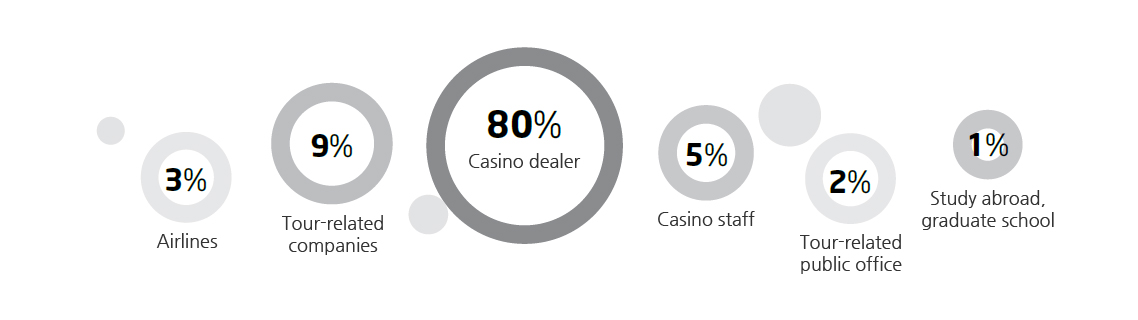 3%
Airlines
9%
Tour-related
companies
80%
Casino dealer
5%
Casino staff
2%
Tour-related
public office
1%
Study abroad,
graduate school